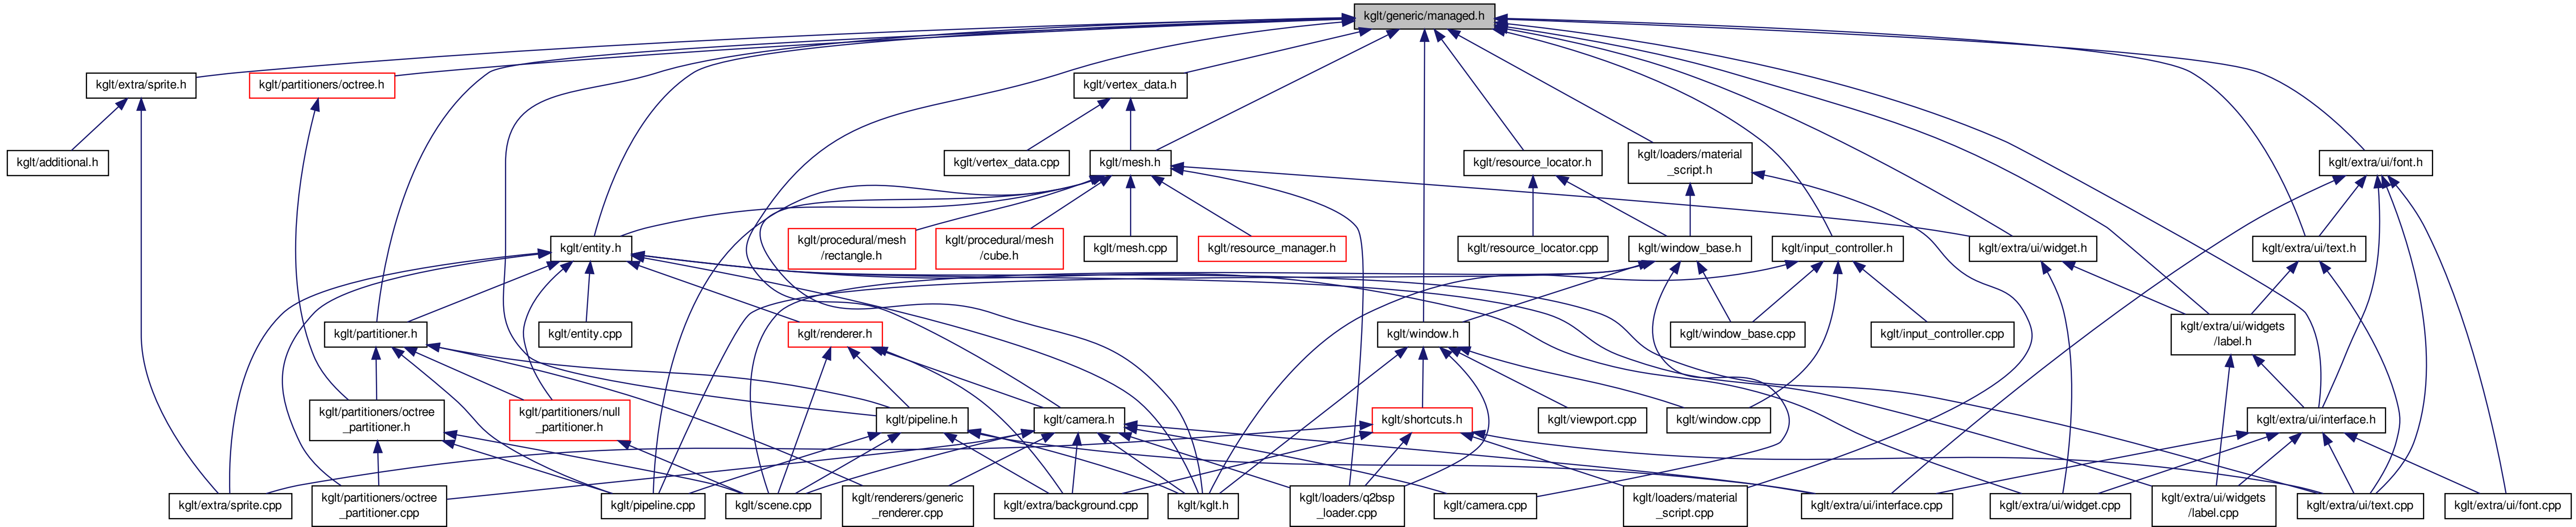 kglt/generic/managed.h
kglt/extra/sprite.h
kglt/partitioners/octree.h
kglt/vertex_data.h
kglt/additional.h
kglt/vertex_data.cpp
kglt/mesh.h
kglt/resource_locator.h
kglt/loaders/material
_script.h
kglt/extra/ui/font.h
kglt/entity.h
kglt/procedural/mesh
/rectangle.h
kglt/procedural/mesh
/cube.h
kglt/mesh.cpp
kglt/resource_manager.h
kglt/resource_locator.cpp
kglt/window_base.h
kglt/input_controller.h
kglt/extra/ui/widget.h
kglt/extra/ui/text.h
kglt/partitioner.h
kglt/entity.cpp
kglt/renderer.h
kglt/window.h
kglt/window_base.cpp
kglt/input_controller.cpp
kglt/extra/ui/widgets
/label.h
kglt/partitioners/octree
_partitioner.h
kglt/partitioners/null
_partitioner.h
kglt/pipeline.h
kglt/camera.h
kglt/shortcuts.h
kglt/viewport.cpp
kglt/window.cpp
kglt/extra/ui/interface.h
kglt/extra/sprite.cpp
kglt/partitioners/octree
_partitioner.cpp
kglt/pipeline.cpp
kglt/scene.cpp
kglt/renderers/generic
_renderer.cpp
kglt/extra/background.cpp
kglt/kglt.h
kglt/loaders/q2bsp
_loader.cpp
kglt/camera.cpp
kglt/loaders/material
_script.cpp
kglt/extra/ui/interface.cpp
kglt/extra/ui/widget.cpp
kglt/extra/ui/widgets
/label.cpp
kglt/extra/ui/text.cpp
kglt/extra/ui/font.cpp